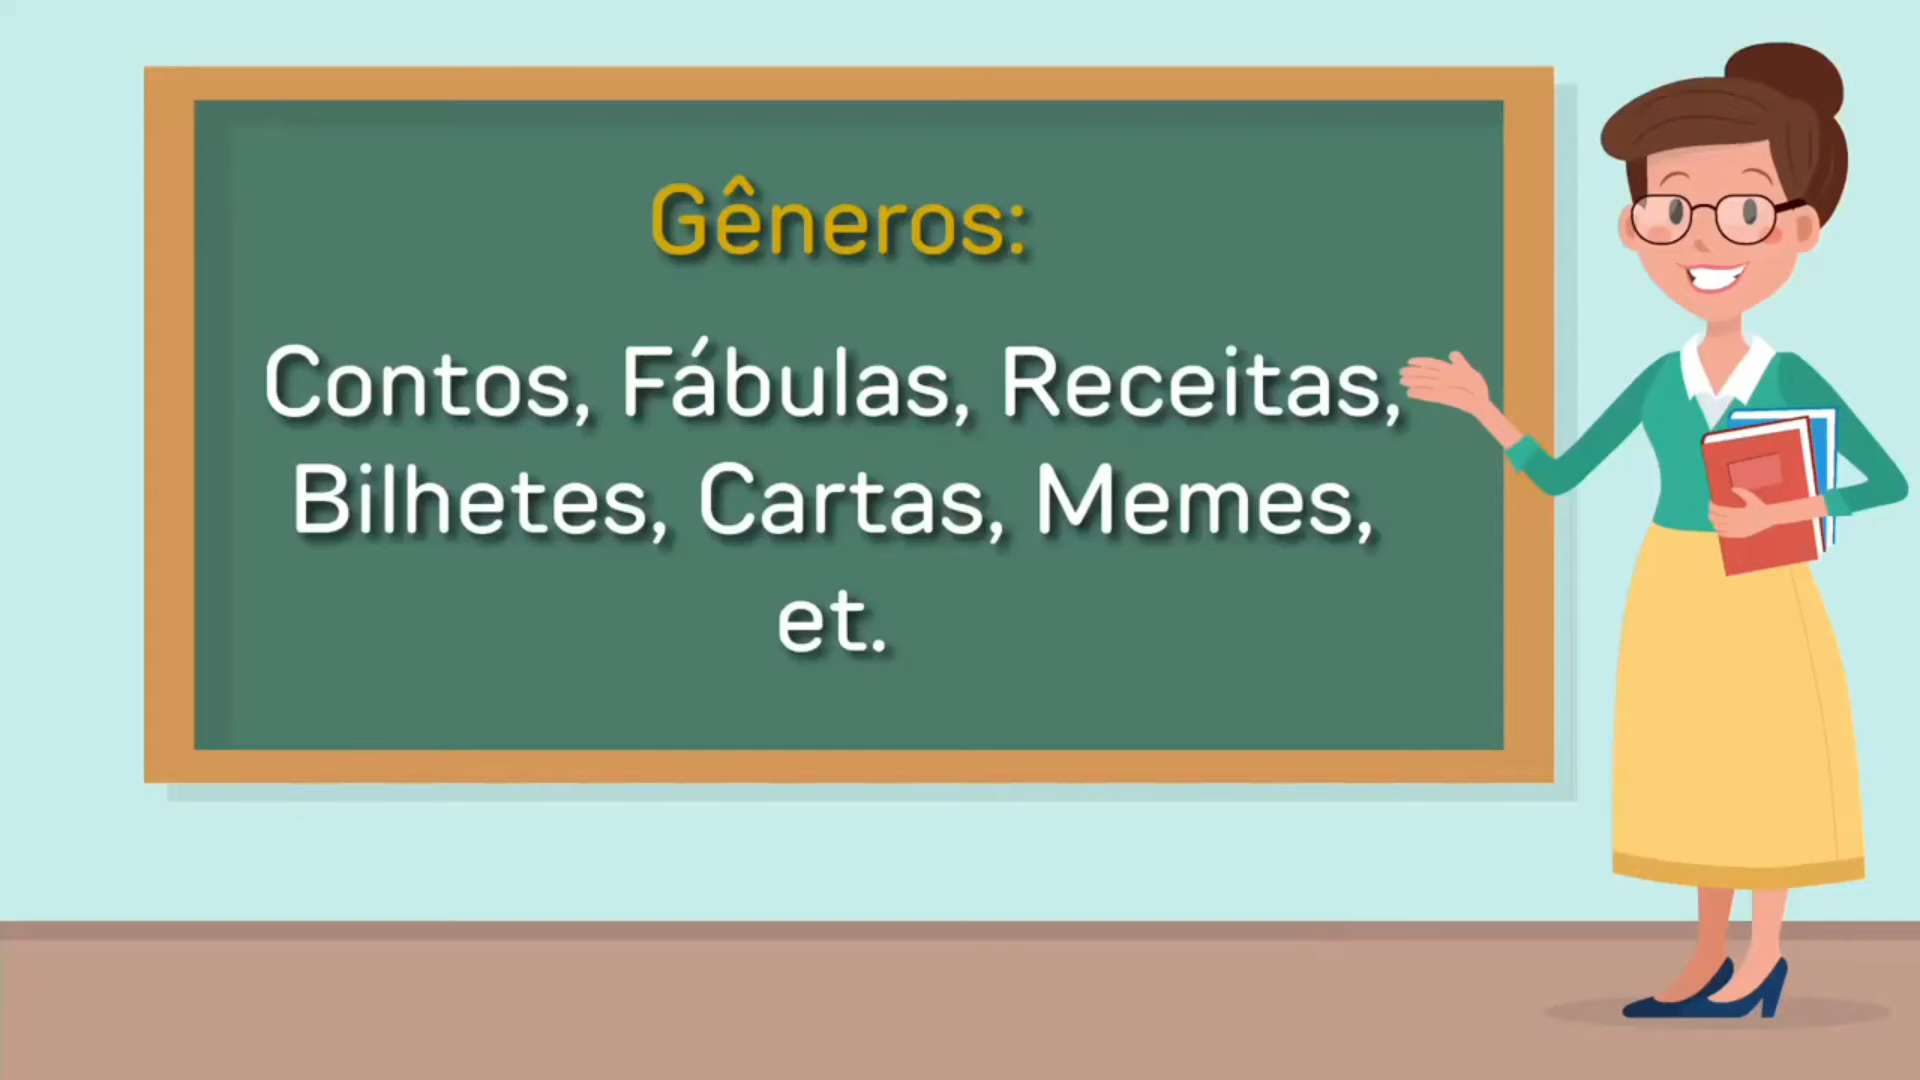 Gêneros:
Contos, Fábulas, Receitas,
Bilhetes, Cartas, Memes,
et.